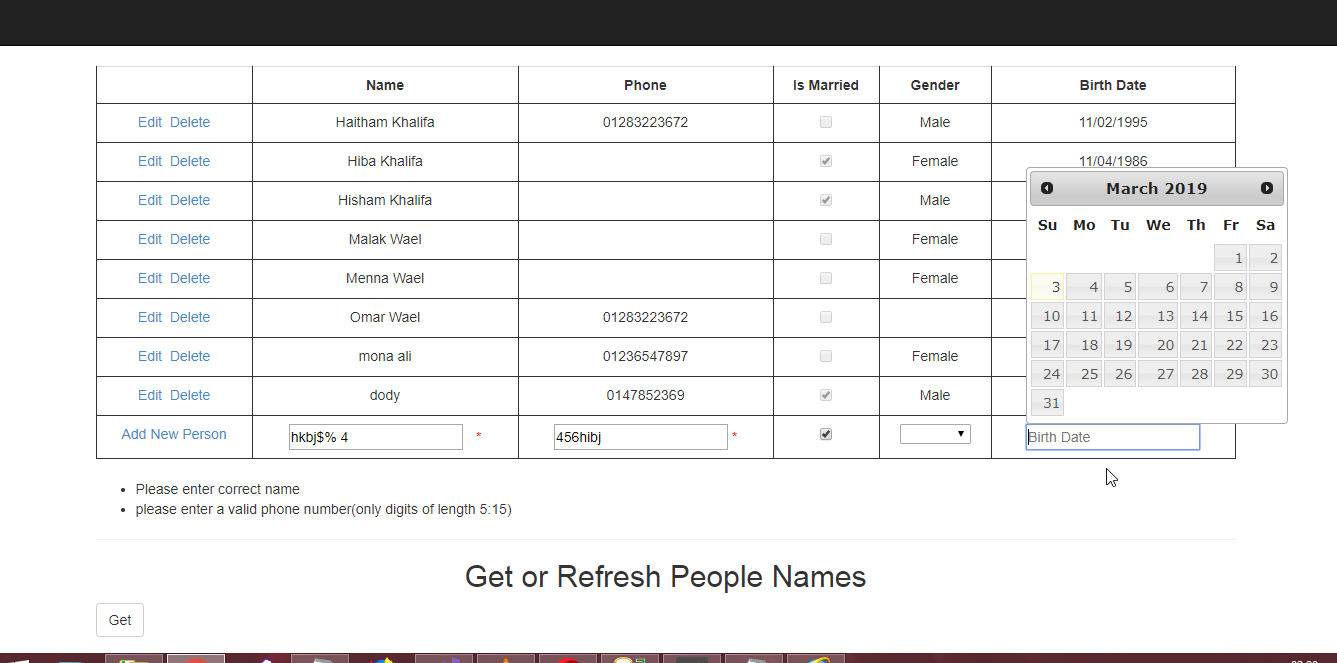 Name Phone Is Married Gender Birth Date
Edit Delete Haitham Khalifa 01283223672 Male 11/02/1995
Edit Delete Hiba Khalifa Female 11/04/1986
Edit Delete Hisham Khalifa Male
Edit Delete Malak Wael Female
Edit Delete Menna Wael Female
Edit Delete Omar Wael 01283223672
Edit Delete mona ali 01236547897 Female
Edit Delete dody 0147852369 Male
Add New Person hkbj$% 4 * 456hibj * Birth Date
March 2019
Su Mo Tu We Th Fr Sa
1 2
3 4 5 6 7 8 9
10 11 12 13 14 15 16
17 18 19 20 21 22 23
24 25 26 27 28 29 30
31
• Please enter correct name
• please enter a valid phone number(only digits of length 5:15)
Get or Refresh People Names
Get